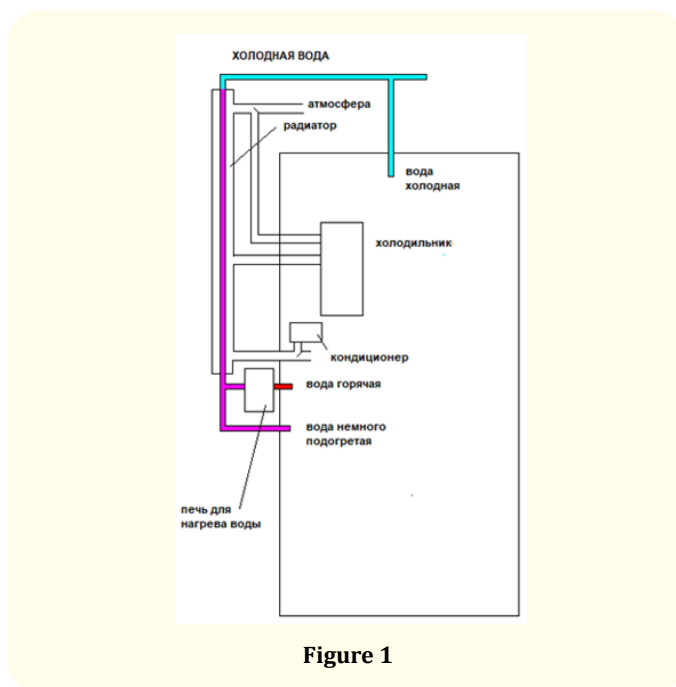 ХОЛОДНАЯ ВОДА
атмосфера
радиатор
вода
холодная
холодильник
кондиционер
вода горячая
вода немного
подогретая
печь для
нагрева воды
Figure 1